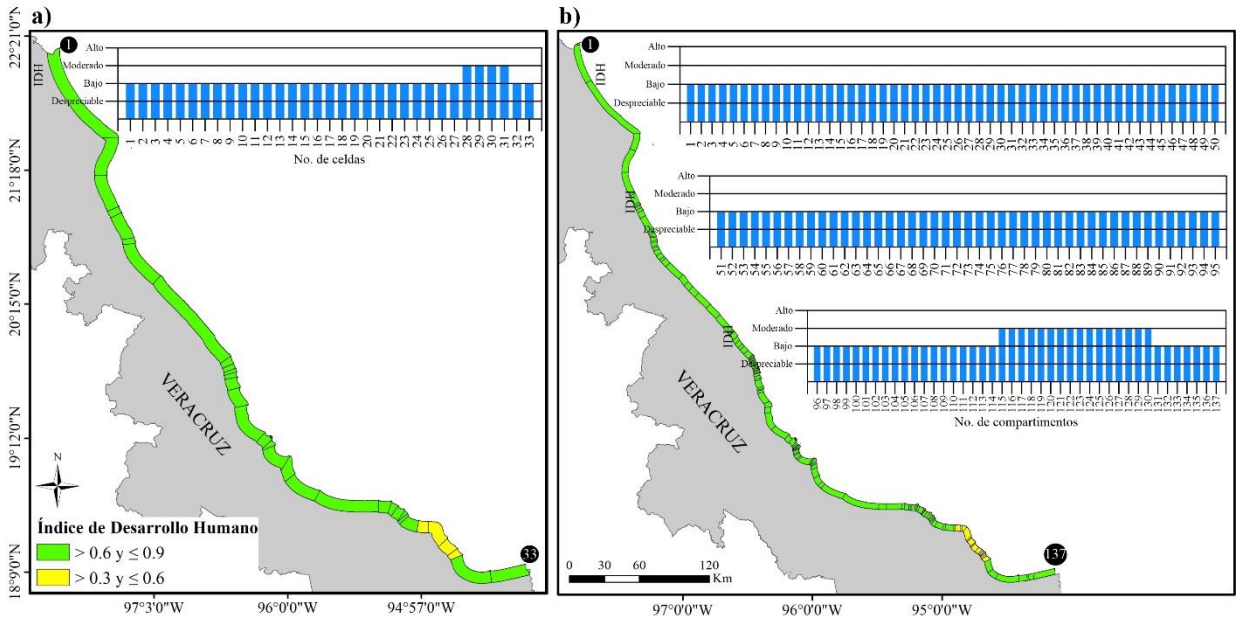 a)
1
IDH
Alto
Moderado
Bajo
Despreciable
1 2 3 4 5 6 7 8 9 10 11 12 13 14 15 16 17 18 19 20 21 22 23 24 25 26 27 28 29 30 31 32 33
No. de celdas
22°21'0"N
21°18'0"N
20°15'0"N
19°12'0"N
18°9'0"N
VERACRUZ
N
Índice de Desarrollo Humano
> 0.6 y ≤ 0.9
> 0.3 y ≤ 0.6
33
97°3'0"W 96°0'0"W 94°57'0"W
b)
1
IDH
Alto
Moderado
Bajo
Despreciable
1 2 3 4 5 6 7 8 9 10 11 12 13 14 15 16 17 18 19 20 21 22 23 24 25 26 27 28 29 30 31 32 33 34 35 36 37 38 39 40 41 42 43 44 45 46 47 48 49 50
IDH
Alto
Moderado
Bajo
Despreciable
51 52 53 54 55 56 57 58 59 60 61 62 63 64 65 66 67 68 69 70 71 72 73 74 75 76 77 78 79 80 81 82 83 84 85 86 87 88 89 90 91 92 93 94 95
IDH
Alto
Moderado
Bajo
Despreciable
96 97 98 99 100 101 102 103 104 105 106 107 108 109 110 111 112 113 114 115 116 117 118 119 120 121 122 123 124 125 126 127 128 129 130 131 132 133 134 135 136 137
No. de compartimentos
VERACRUZ
137
0 30 60 120
Km
97°0'0"W 96°0'0"W 95°0'0"W